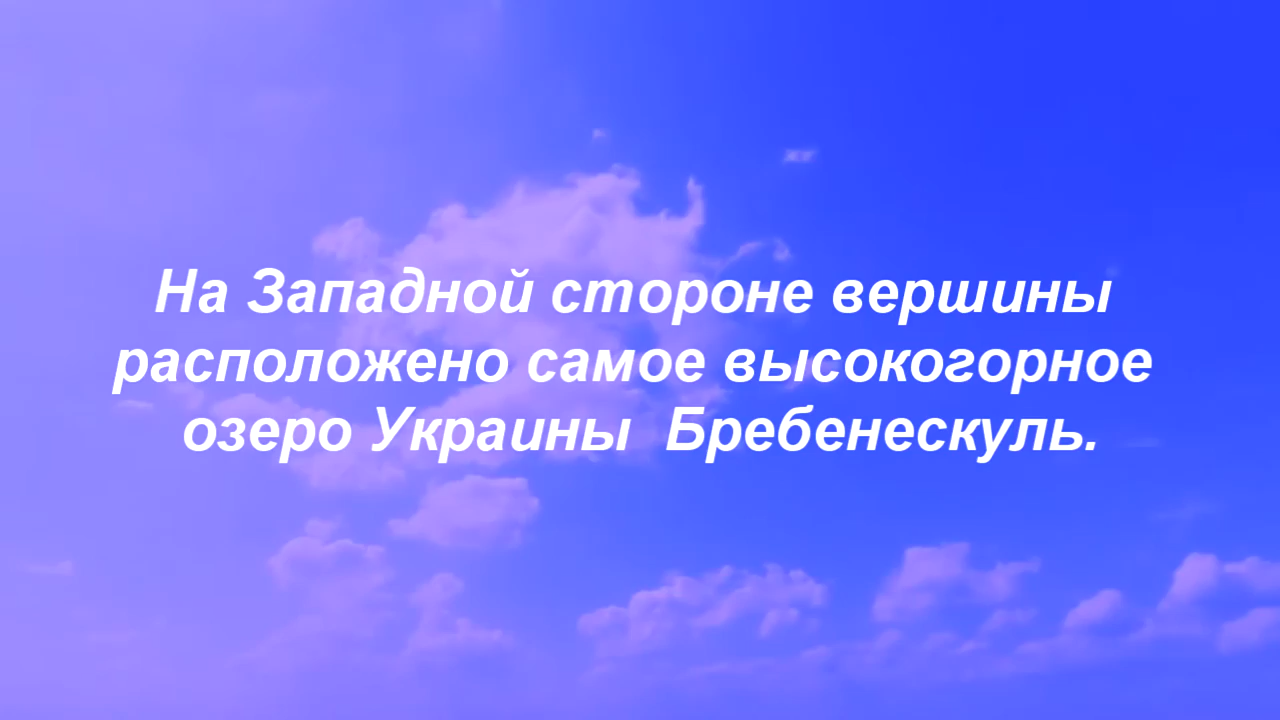 На Западной стороне вершины
расположено самое высокогорное
озеро Украины  Бребенескуль.